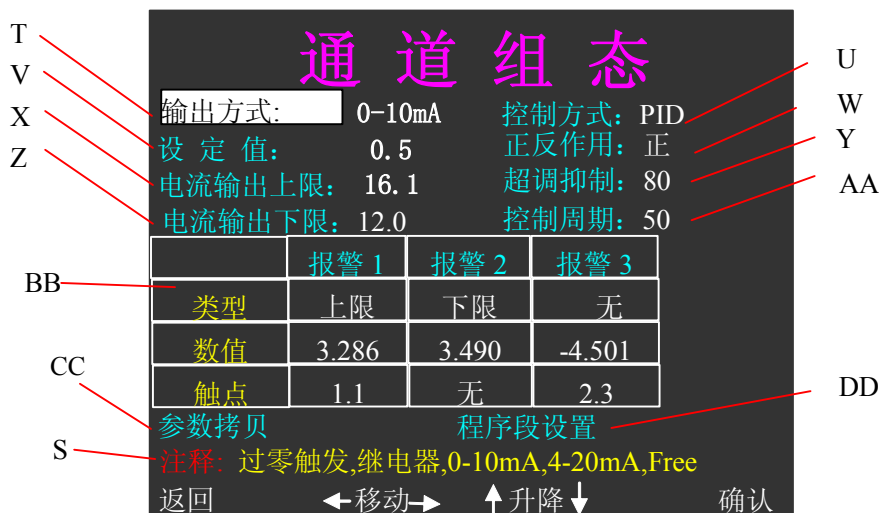 通 道 组 态
T
U
V
W
X
Y
Z
AA
输出方式: 0-10mA 控制方式: PID
设 定 值: 0.5 正反作用: 正
电流输出上限: 16.1 超调抑制: 80
电流输出下限: 12.0 控制周期: 50
报警 1 报警 2 报警 3
BB
类型 上限 下限 无
数值 3.286 3.490 -4.501
CC
触点 1.1 无 2.3
DD
参数拷贝 程序段设置
S
注释: 过零触发,继电器,0-10mA,4-20mA,Free
返回 移动 升降 确认